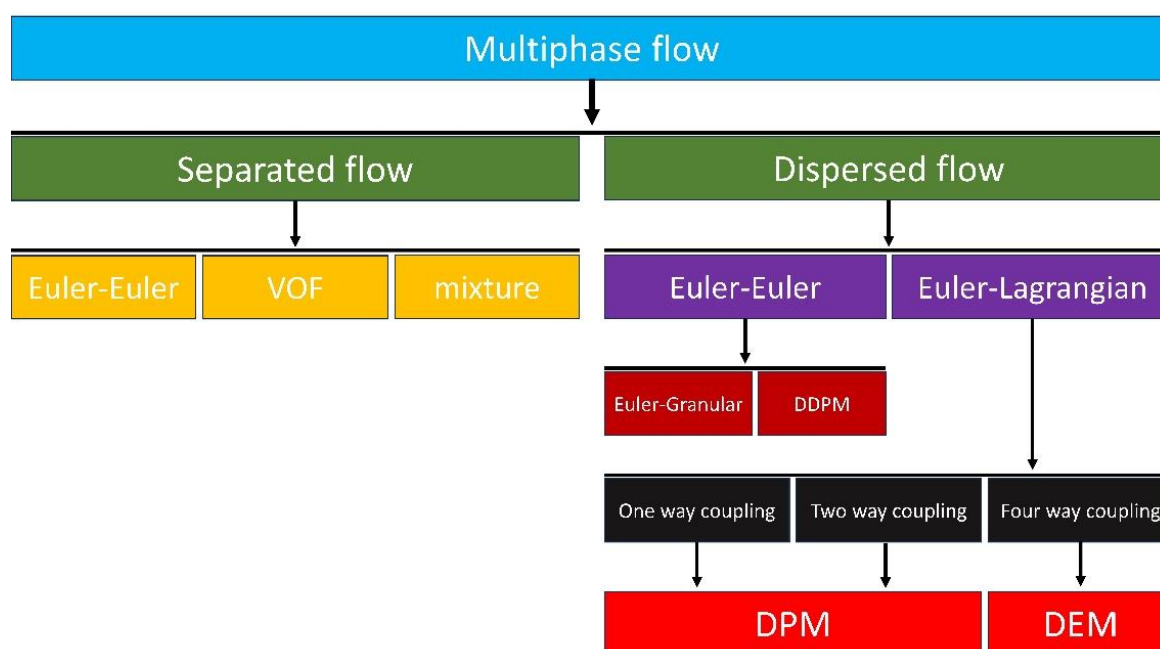 Multiphase flow
Separated flow
Dispersed flow
Euler-Euler
VOF
mixture
Euler-Euler
Euler-Lagrangian
Euler-Granular
DDPM
One way coupling
Two way coupling
Four way coupling
DPM
DEM